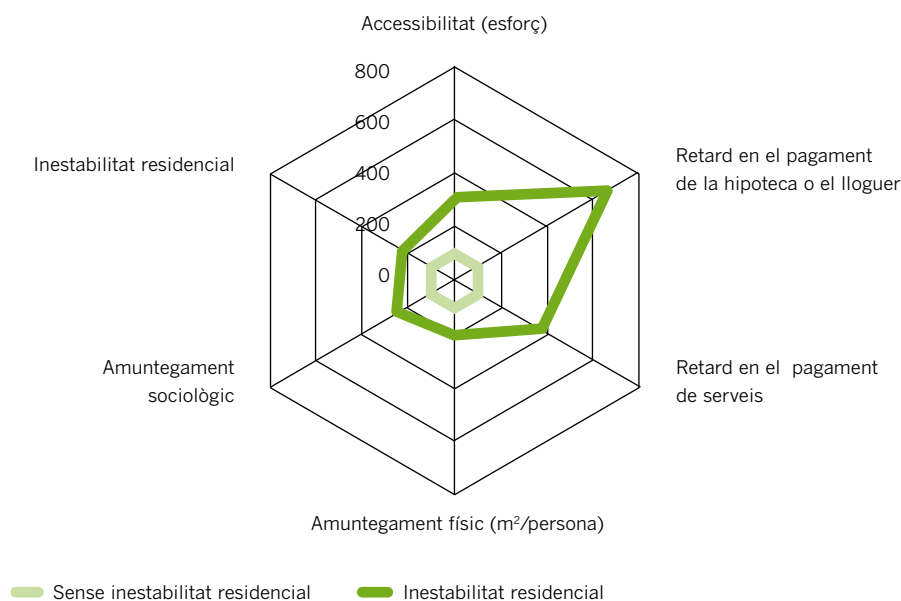 Accessibilitat (esforç)
800
600
400
200
0
Retard en el pagament
de la hipoteca o el lloguer
Retard en el pagament
de serveis
Amuntegament físic (m²/persona)
Amuntegament
sociològic
Inestabilitat residencial
Sense inestabilitat residencial
Inestabilitat residencial